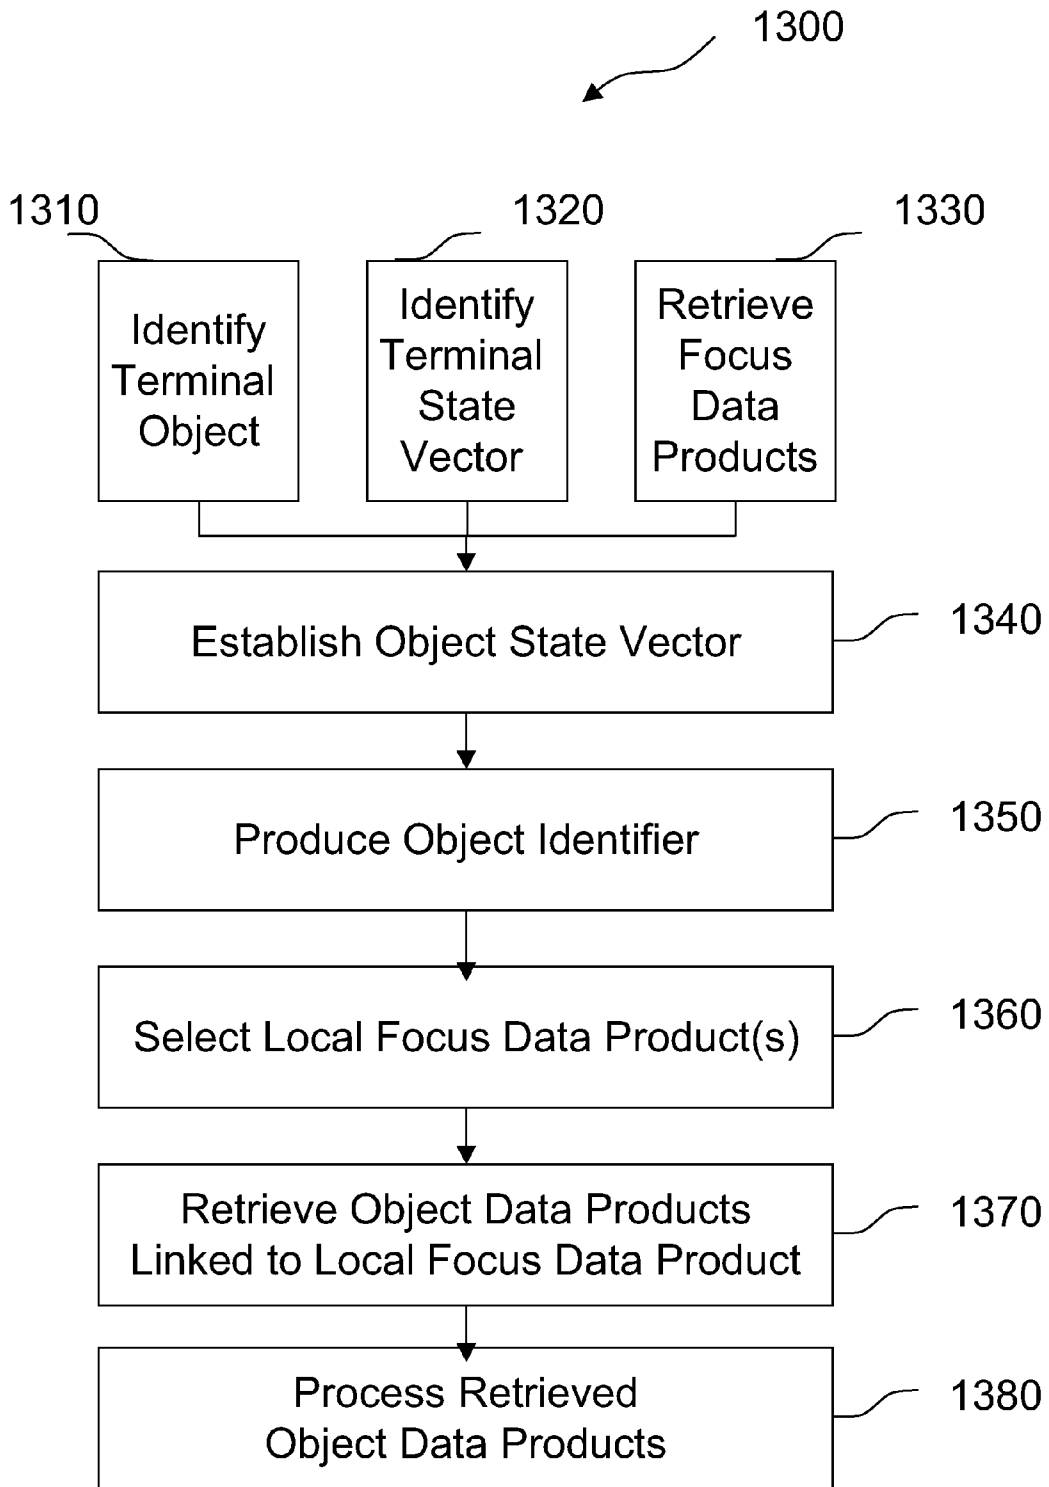 1300
1310
1320
1330
Identify
Terminal
Object
Identify
Terminal
State
Vector
Retrieve
Focus
Data
Products
Establish Object State Vector
1340
Produce Object Identifier
1350
Select Local Focus Data Product(s)
1360
Retrieve Object Data Products
Linked to Local Focus Data Product
1370
Process Retrieved
Object Data Products
1380